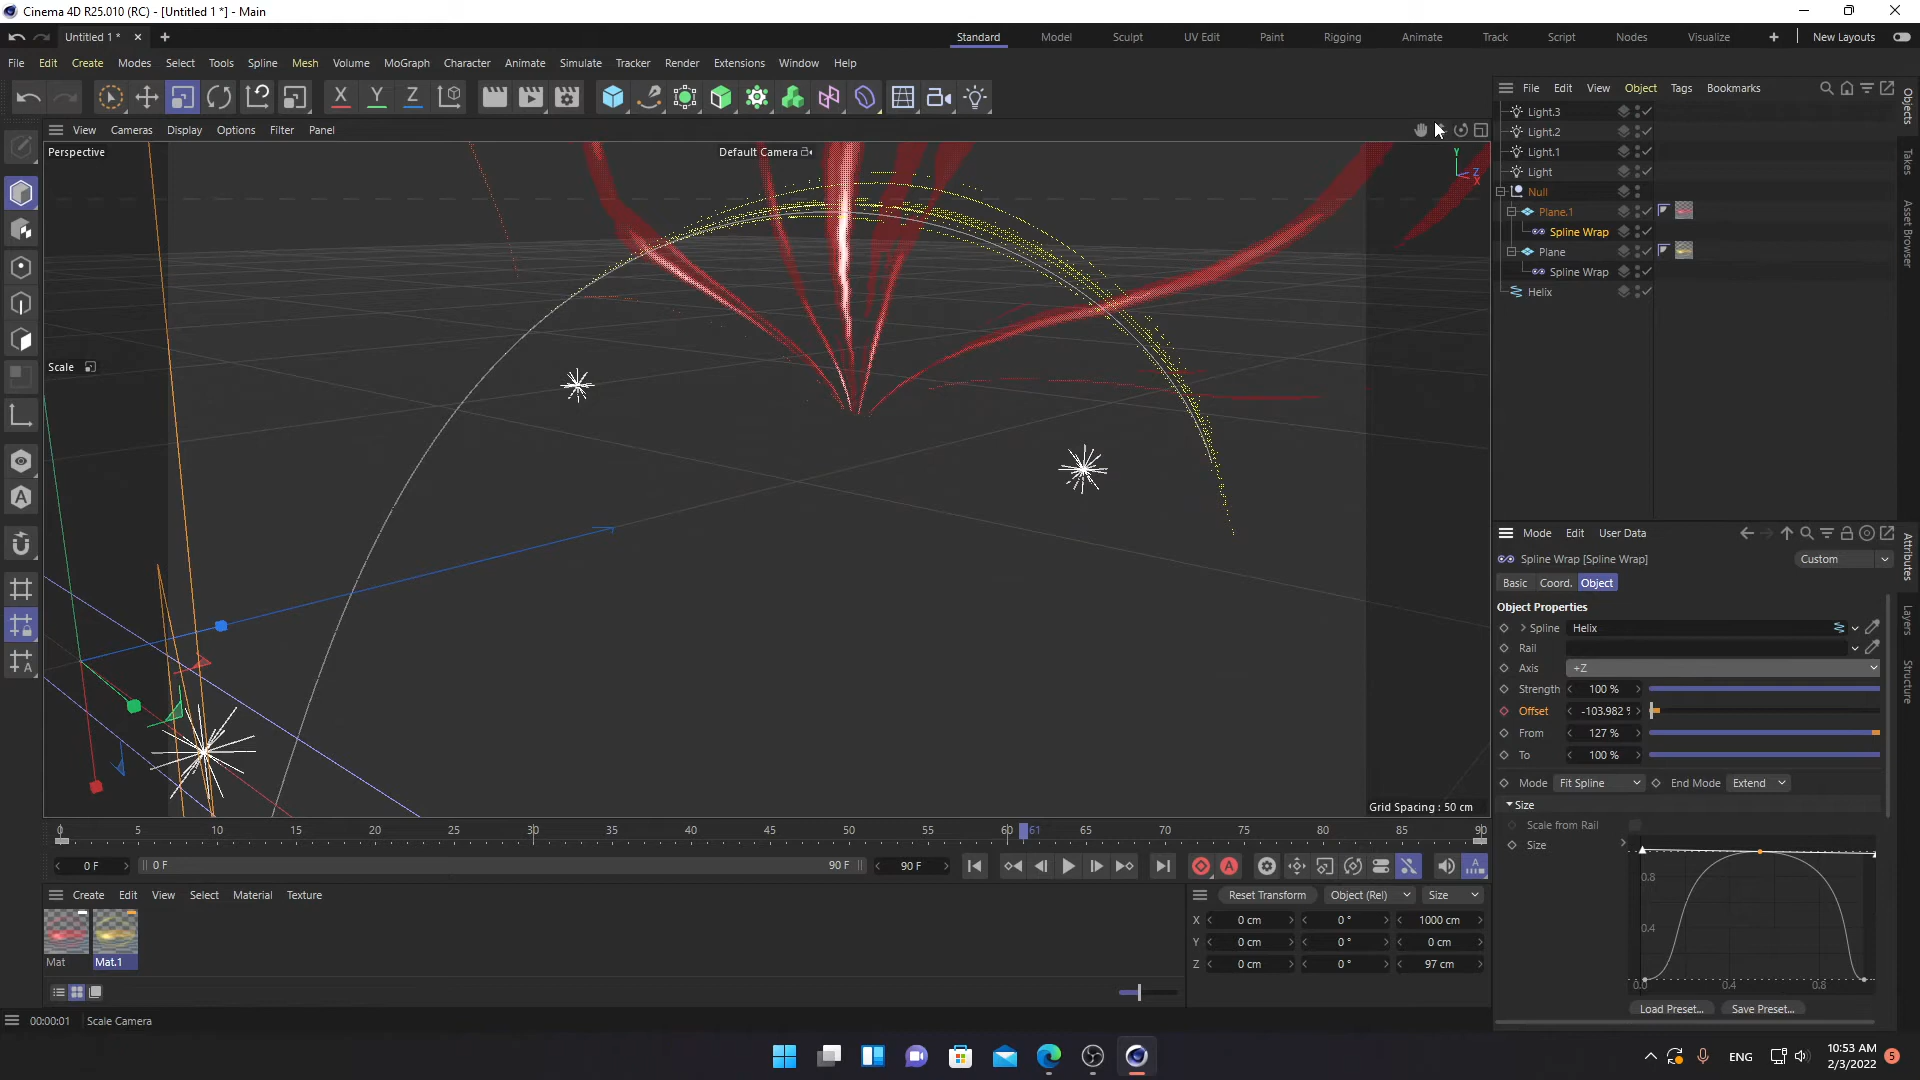 Cinema 4D R25.010 (RC) - [Untitled 1 *] - Main
Untitled 1 *
Standard Model Sculpt UV Edit Paint Rigging Animate Track Script Nodes Visualize New Layouts
File Edit Create Modes Select Tools Spline Mesh Volume MoGraph Character Animate Simulate Tracker Render Extensions Window Help
X Y Z
File Edit View Object Tags Bookmarks
Light.3
Light.2
Light.1
Light
Null
Plane.1
Spline Wrap
Plane
Spline Wrap
Helix
Objects
Takes
Asset Browser
View Cameras Display Options Filter Panel
Perspective
Default Camera
Y
Z
X
Scale
Grid Spacing : 50 cm
Mode Edit User Data
Spline Wrap [Spline Wrap]
Custom
Basic Coord. Object
Object Properties
Spline Helix
Rail
Axis +Z
Strength 100 %
Offset -103.982 %
From 127 %
To 100 %
Mode Fit Spline End Mode Extend
Size
Scale from Rail
Size
0.8
0.4
0.0 0.4 0.8
Load Preset... Save Preset...
Attributes
Layers
Structure
0 5 10 15 20 25 30 35 40 45 50 55 60 61 65 70 75 80 85 90
0 F 0 F 90 F 90 F
Create Edit View Select Material Texture
Mat
Mat.1
Reset Transform Object (Rel) Size
X 0 cm 0 ° 1000 cm
Y 0 cm 0 ° 0 cm
Z 0 cm 0 ° 97 cm
00:00:01 Scale Camera
ENG
10:53 AM
2/3/2022
5